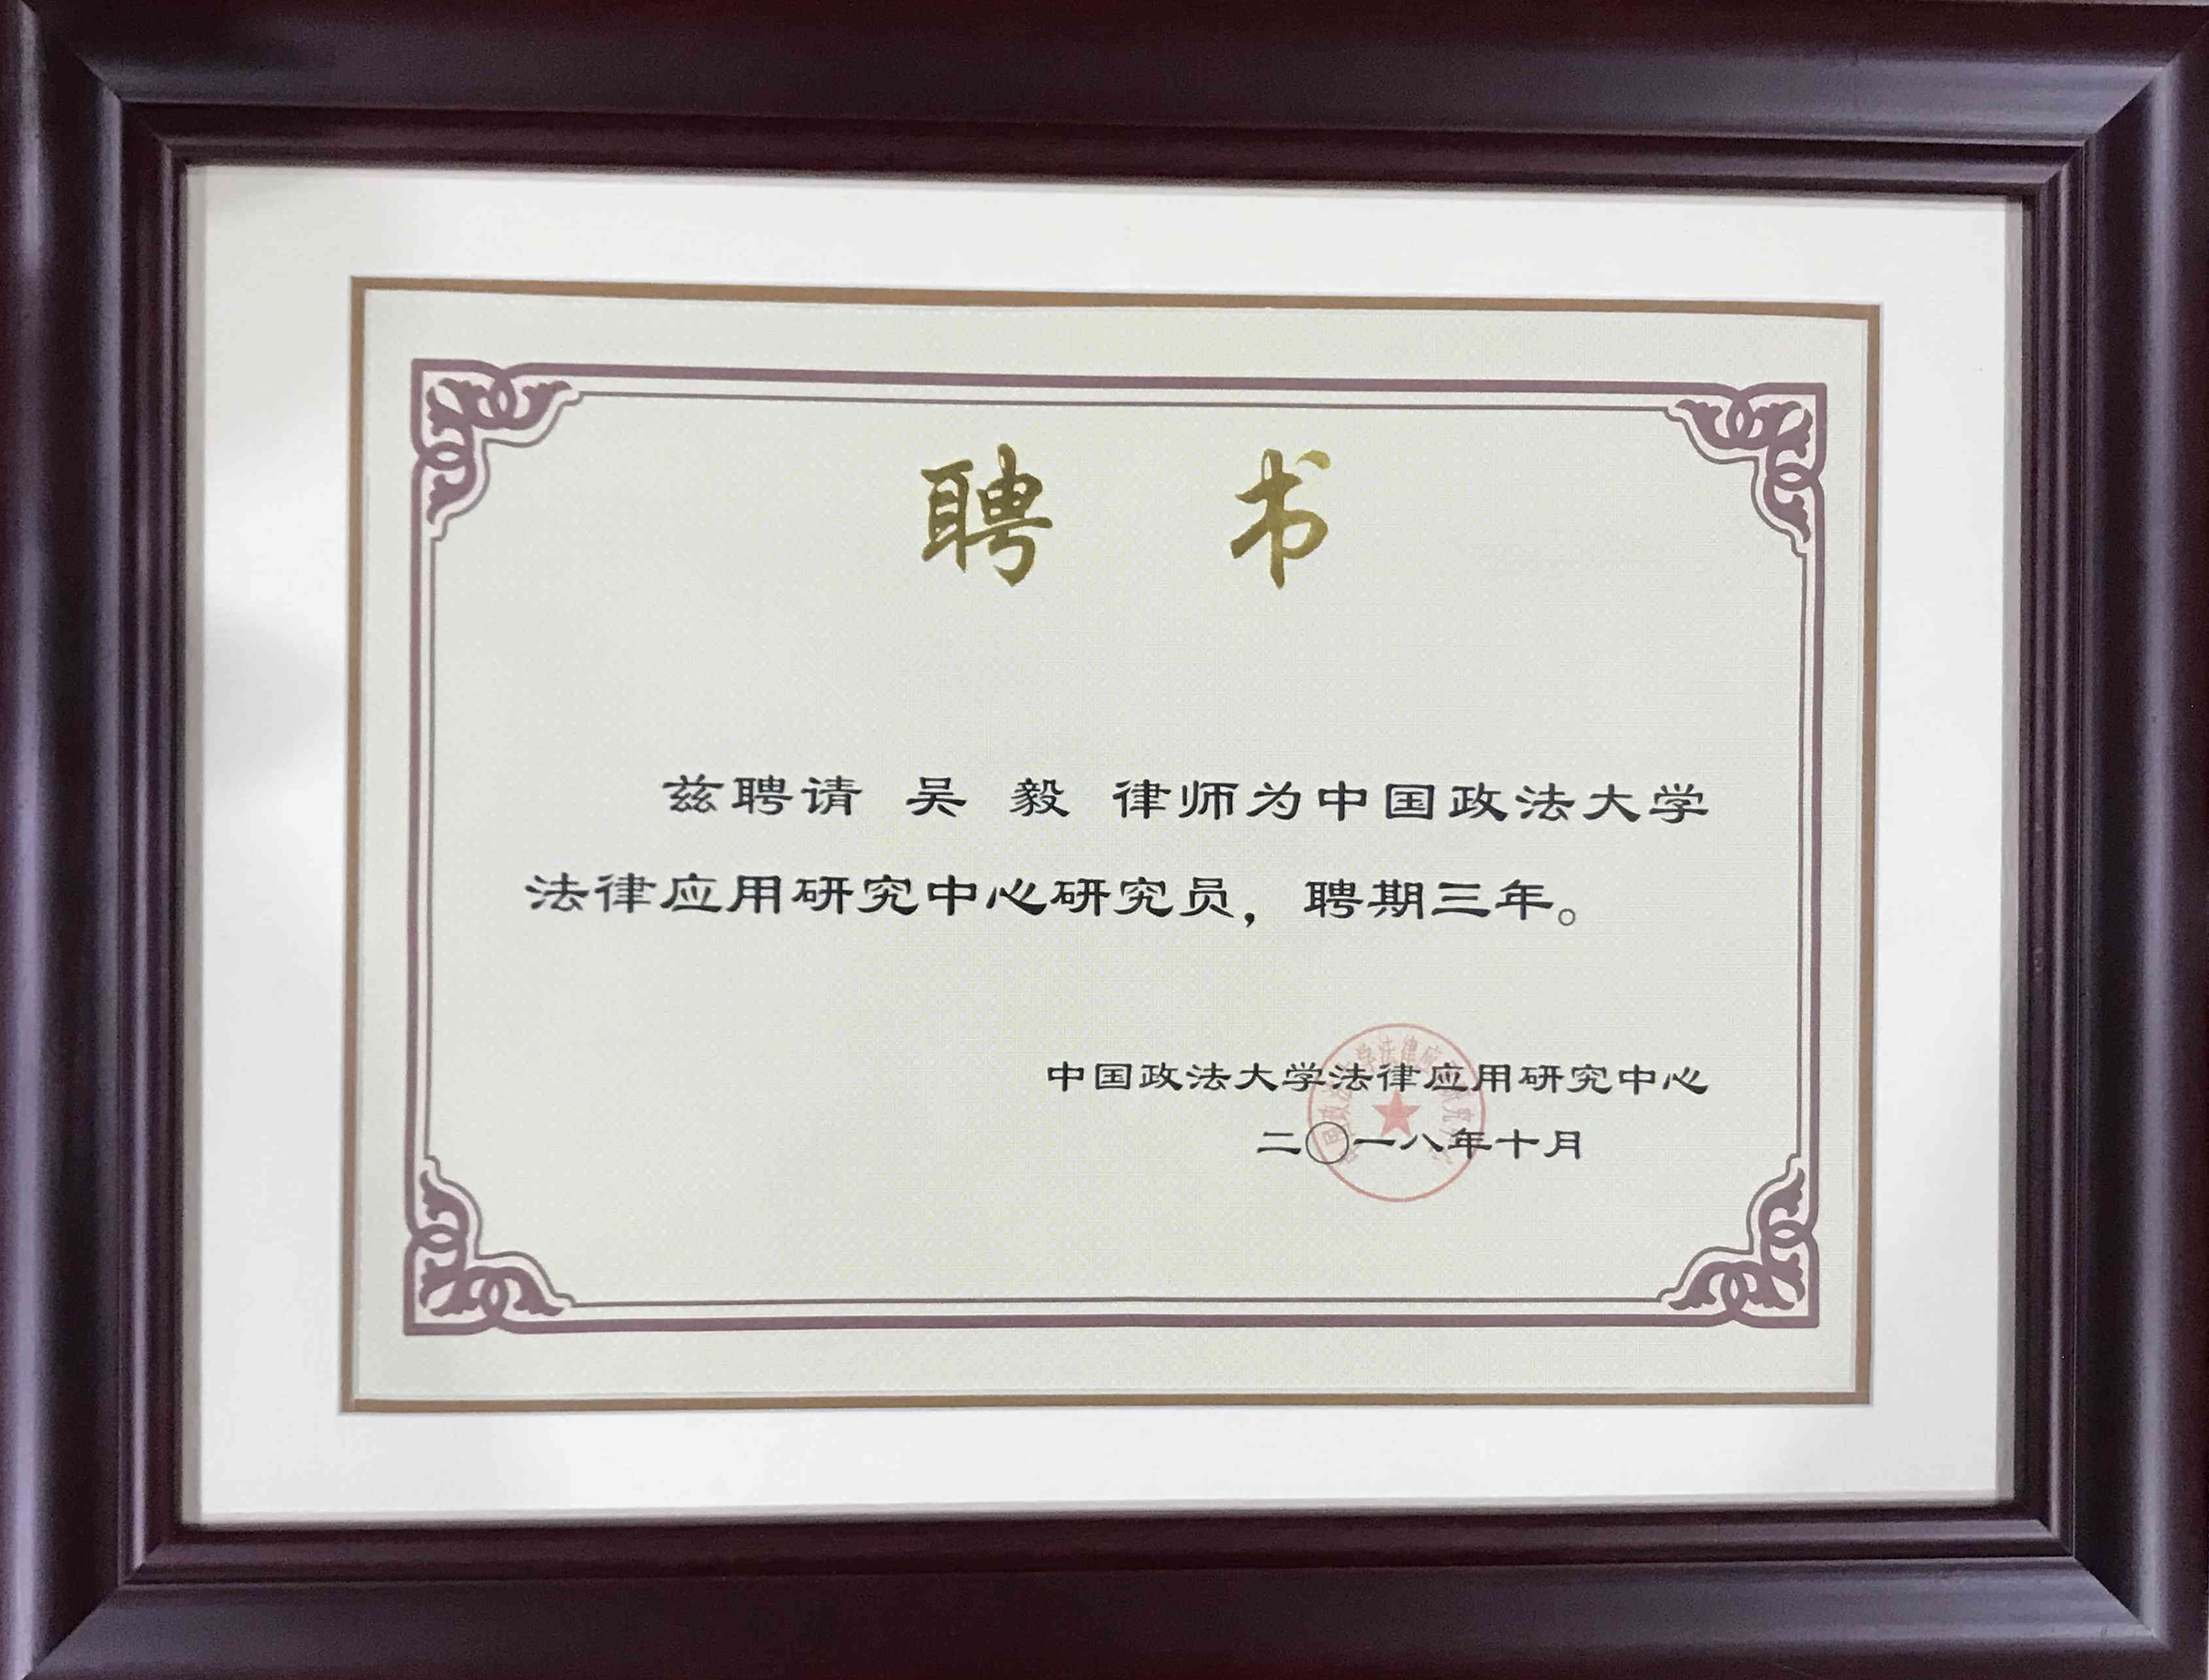 聘 书
兹聘请 吴 毅 律师为中国政法大学
法律应用研究中心研究员，聘期三年。
中国政法大学法律应用研究中心
二〇一八年十月